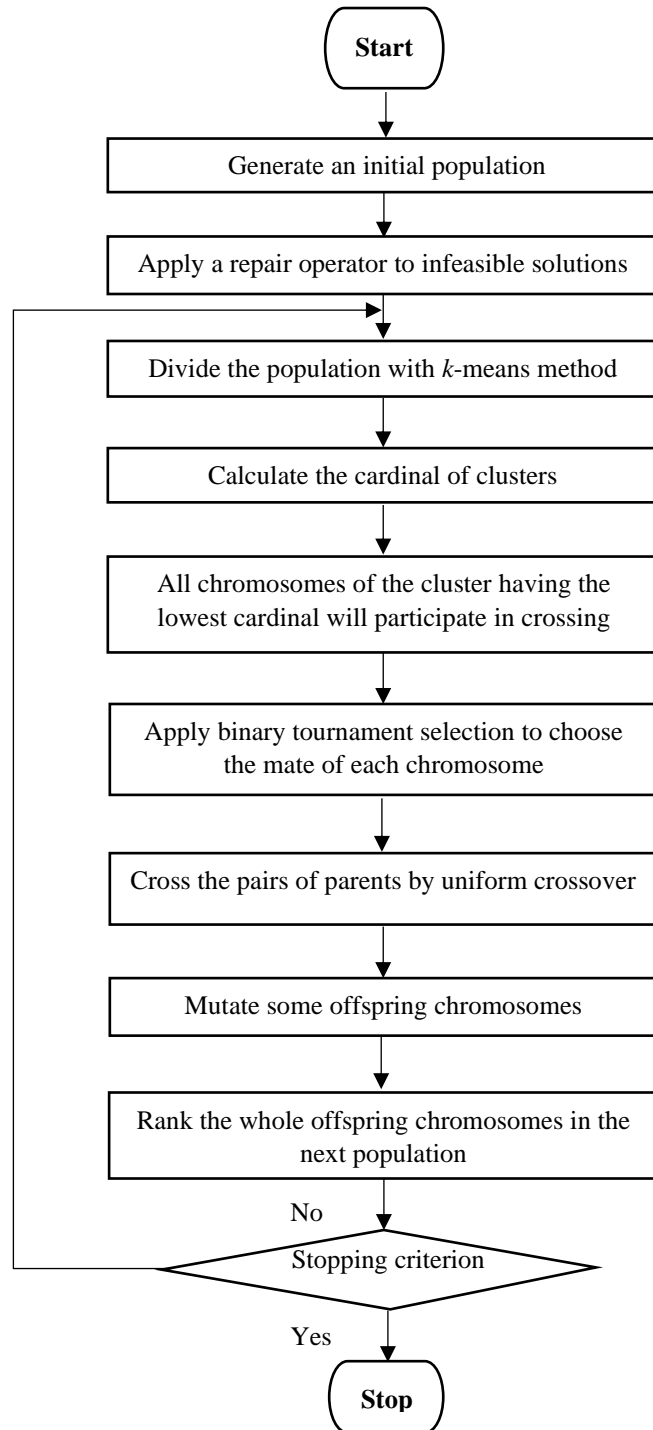 Start
Generate an initial population
Apply a repair operator to infeasible solutions
Divide the population with k-means method
Calculate the cardinal of clusters
All chromosomes of the cluster having the
lowest cardinal will participate in crossing
Apply binary tournament selection to choose
the mate of each chromosome
Cross the pairs of parents by uniform crossover
Mutate some offspring chromosomes
Rank the whole offspring chromosomes in the
next population
No
Stopping criterion
Yes
Stop